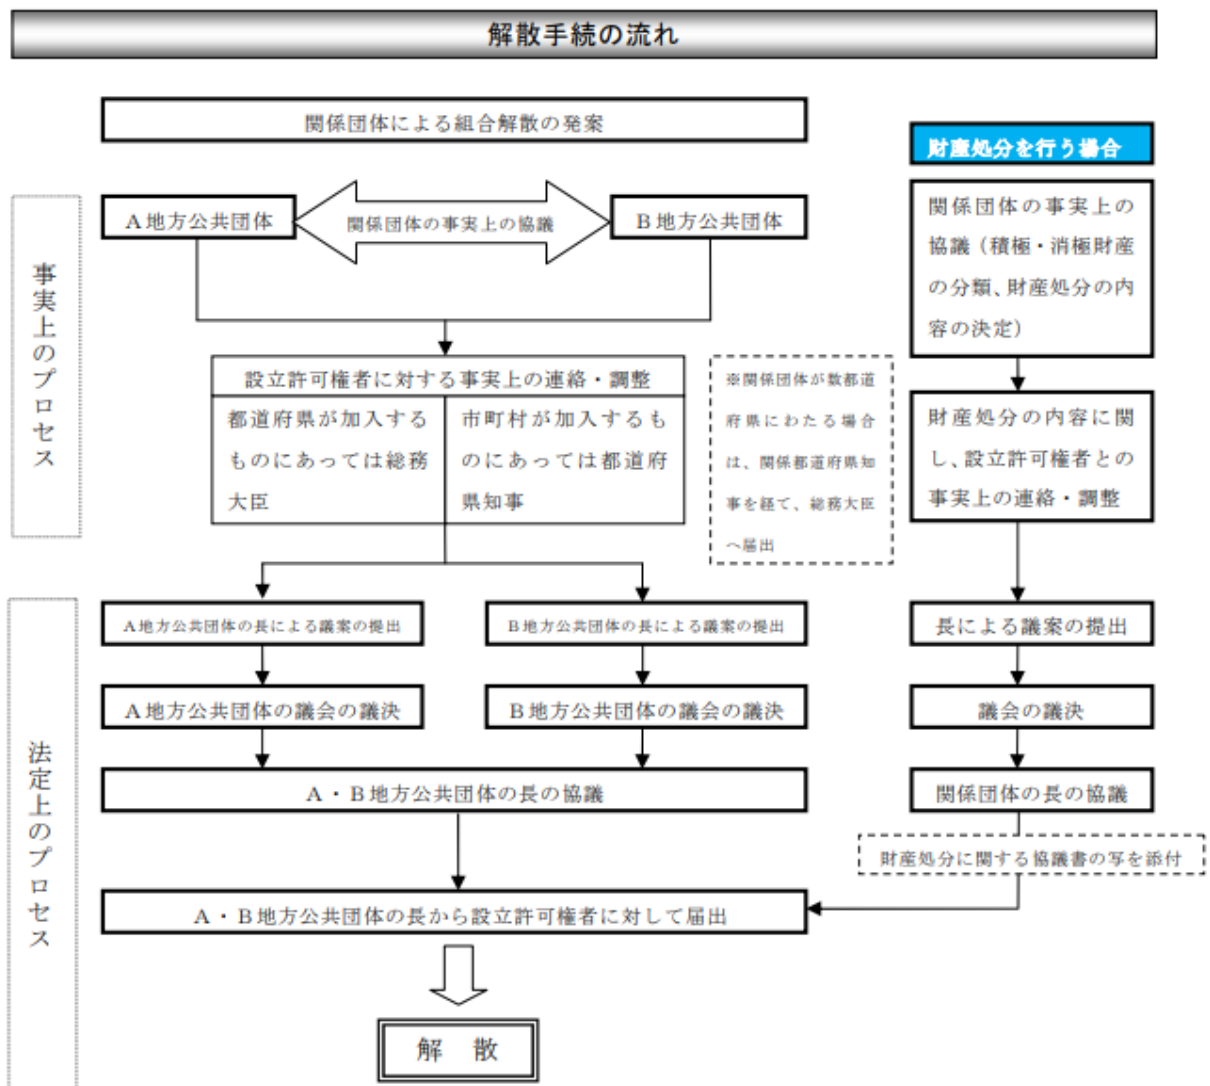 解散手続の流れ
関係団体による組合解散の発案
財産処分を行う場合
事実上のプロセス
A地方公共団体
関係団体の事実上の協議
B地方公共団体
関係団体の事実上の
協議（積極・消極財産
の分類、財産処分の内
容の決定）
設立許可権者に対する事実上の連絡・調整
都道府県が加入する
ものにあっては総務
大臣
市町村が加入するも
のにあっては都道府
県知事
※関係団体が数都道
府県にわたる場合
は、関係都道府県知
事を経て、総務大臣
へ届出
財産処分の内容に関
し、設立許可権者との
事実上の連絡・調整
法定上のプロセス
A地方公共団体の長による議案の提出
B地方公共団体の長による議案の提出
長による議案の提出
A地方公共団体の議会の議決
B地方公共団体の議会の議決
議会の議決
A・B地方公共団体の長の協議
関係団体の長の協議
財産処分に関する協議書の写を添付
A・B地方公共団体の長から設立許可権者に対して届出
解　散